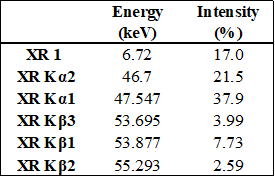 Energy (keV) Intensity (%)
XR 1 6.72 17.0
XR Kα2 46.7 21.5
XR Kα1 47.547 37.9
XR Kβ3 53.695 3.99
XR Kβ1 53.877 7.73
XR Kβ2 55.293 2.59